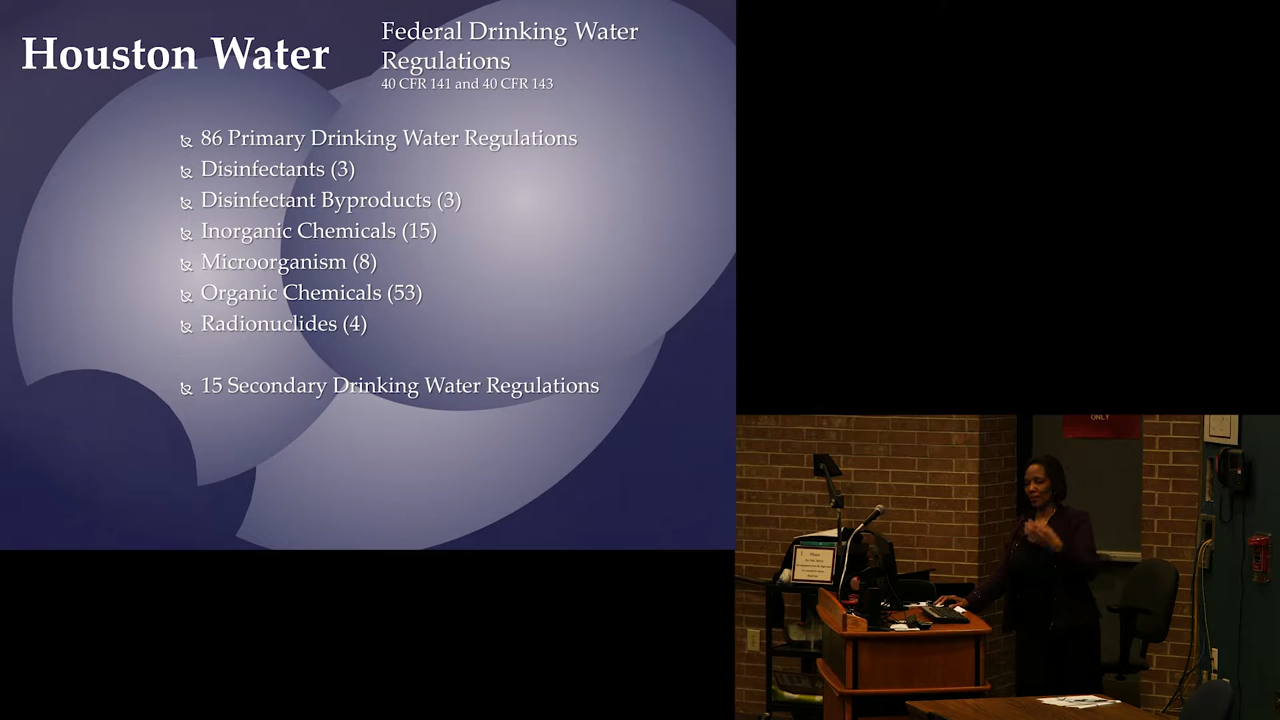 Houston Water
Federal Drinking Water
Regulations
40 CFR 141 and 40 CFR 143
86 Primary Drinking Water Regulations
Disinfectants (3)
Disinfectant Byproducts (3)
Inorganic Chemicals (15)
Microorganism (8)
Organic Chemicals (53)
Radionuclides (4)
15 Secondary Drinking Water Regulations
ONLY